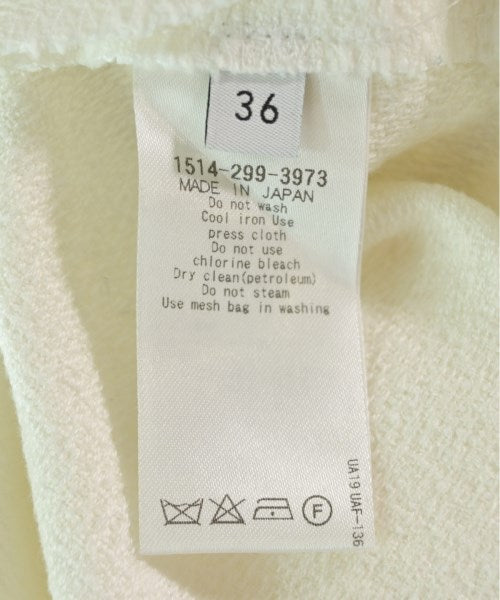 36
1514-299-3973
MADE IN JAPAN
Do not wash
Cool iron Use
press cloth
Do not use
chlorine bleach
Dry clean(petroleum)
Do not steam
Use mesh bag in washing
F
UA19 UAF-136